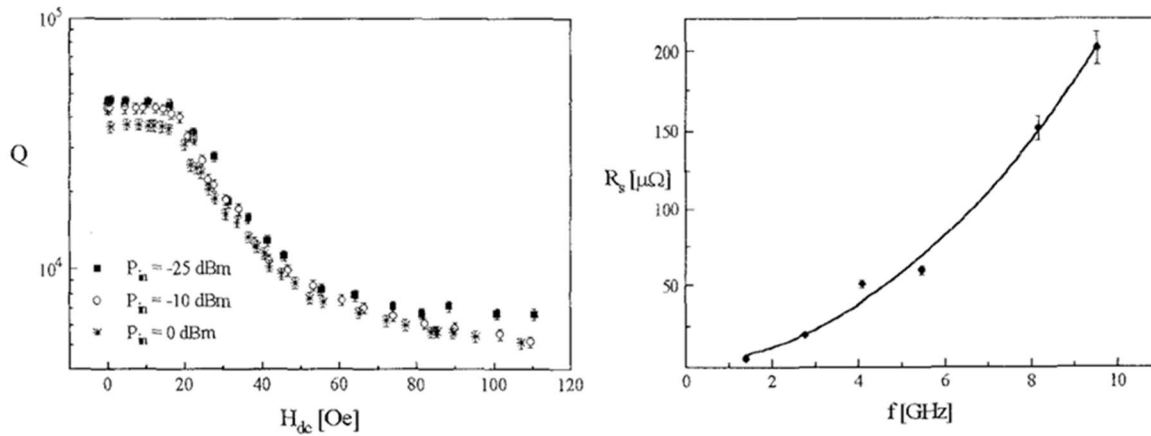 10^5
Q
10^4
P_in = -25 dBm
P_in = -10 dBm
P_in = 0 dBm
0 20 40 60 80 100 120
H_dc [Oe]
200
150
R_s [μΩ]
100
50
0 2 4 6 8 10
f [GHz]